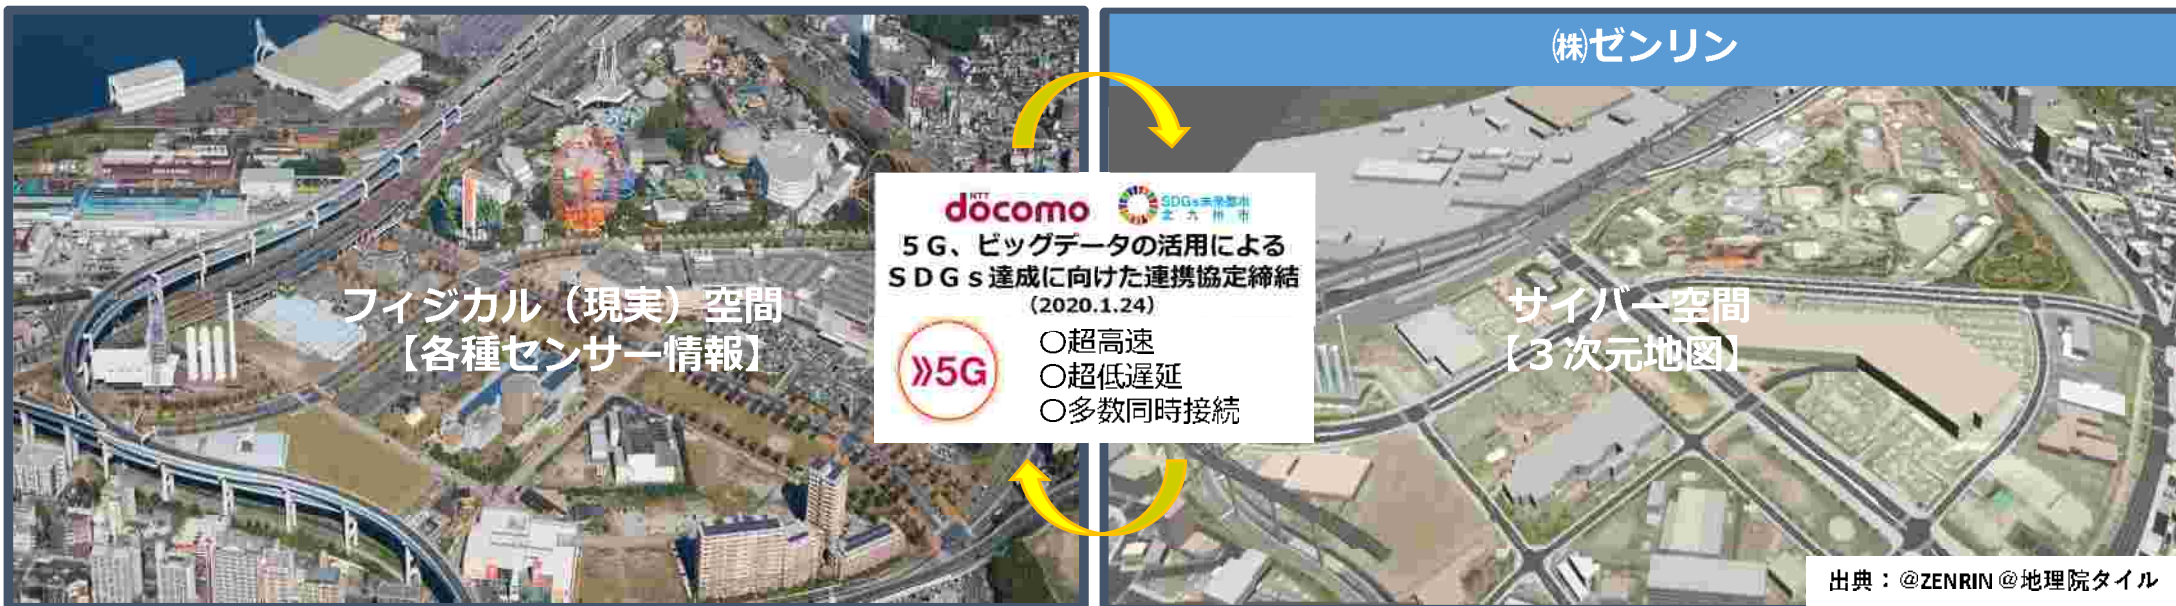 ㈱ゼンリン
フィジカル（現実）空間
【各種センサー情報】
NTT
docomo
SDGs未来都市
北九州市
５G、ビッグデータの活用による
ＳＤＧｓ達成に向けた連携協定締結
(2020.1.24)
5G
○超高速
○超低遅延
○多数同時接続
サイバー空間
【３次元地図】
出典：@ZENRIN@地理院タイル